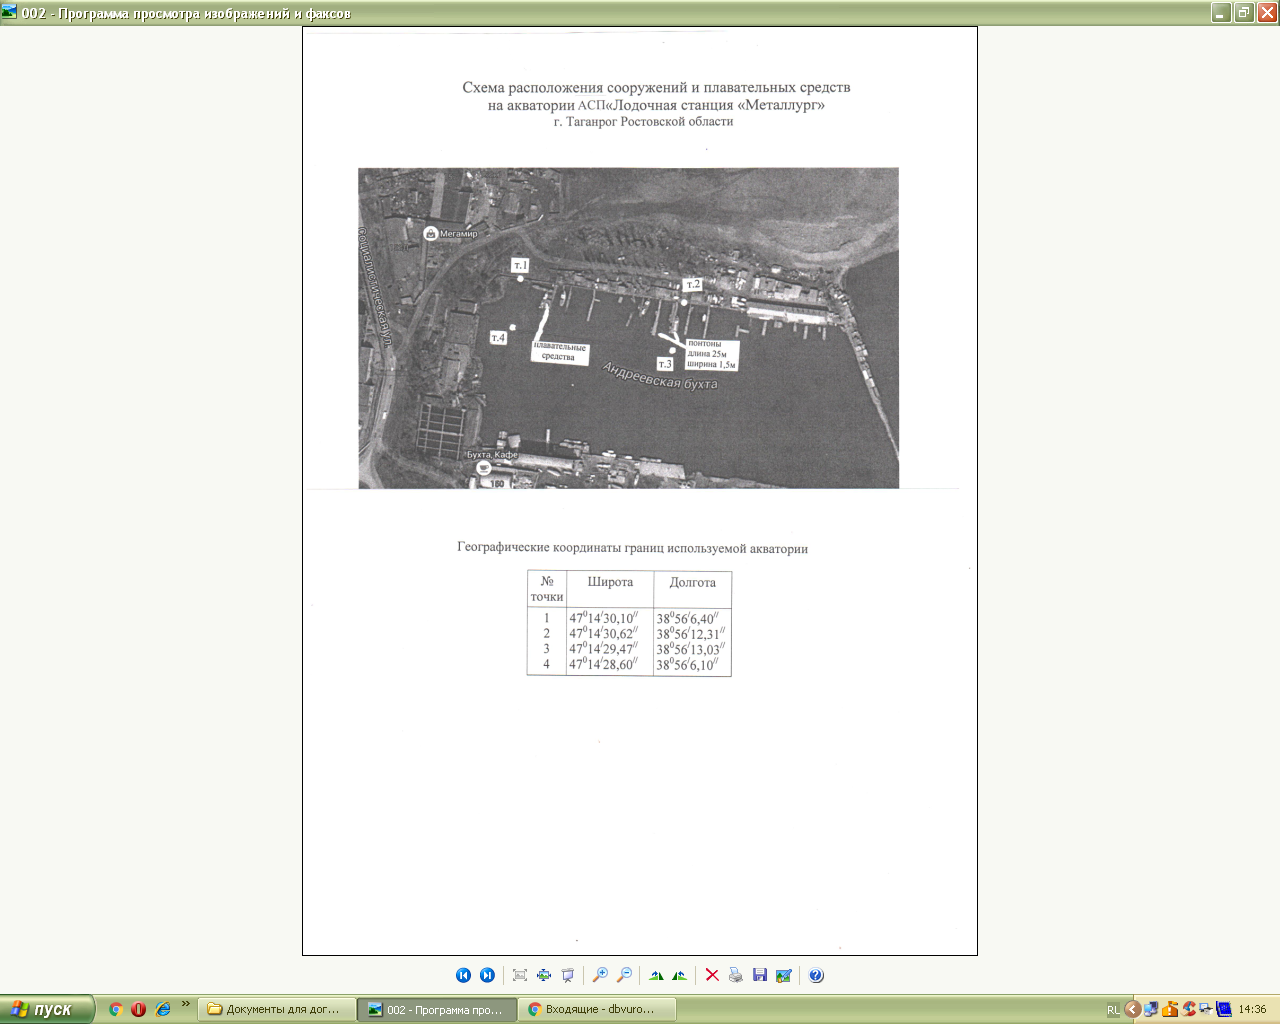 002 - Программа просмотра изображений и факсов
Схема расположения сооружений и плавательных средств
на акватории АСП«Лодочная станция «Металлург»
г. Таганрог Ростовской области
Мегамир
Социалистическая ул.
т.1
т.2
т.4
плавательные
средства
понтоны
длина 25м
ширина 1,5м
т.3
Андреевская бухта
Бухта, Кафе
160
Географические координаты границ используемой акватории
№ точки Широта Долгота
1 47⁰14′30,10′′ 38⁰56′6,40′′
2 47⁰14′30,62′′ 38⁰56′12,31′′
3 47⁰14′29,47′′ 38⁰56′13,03′′
4 47⁰14′28,60′′ 38⁰56′6,10′′
пуск
Документы для дог...
002 - Программа про...
Входящие - dbvuro...
RL
14:36